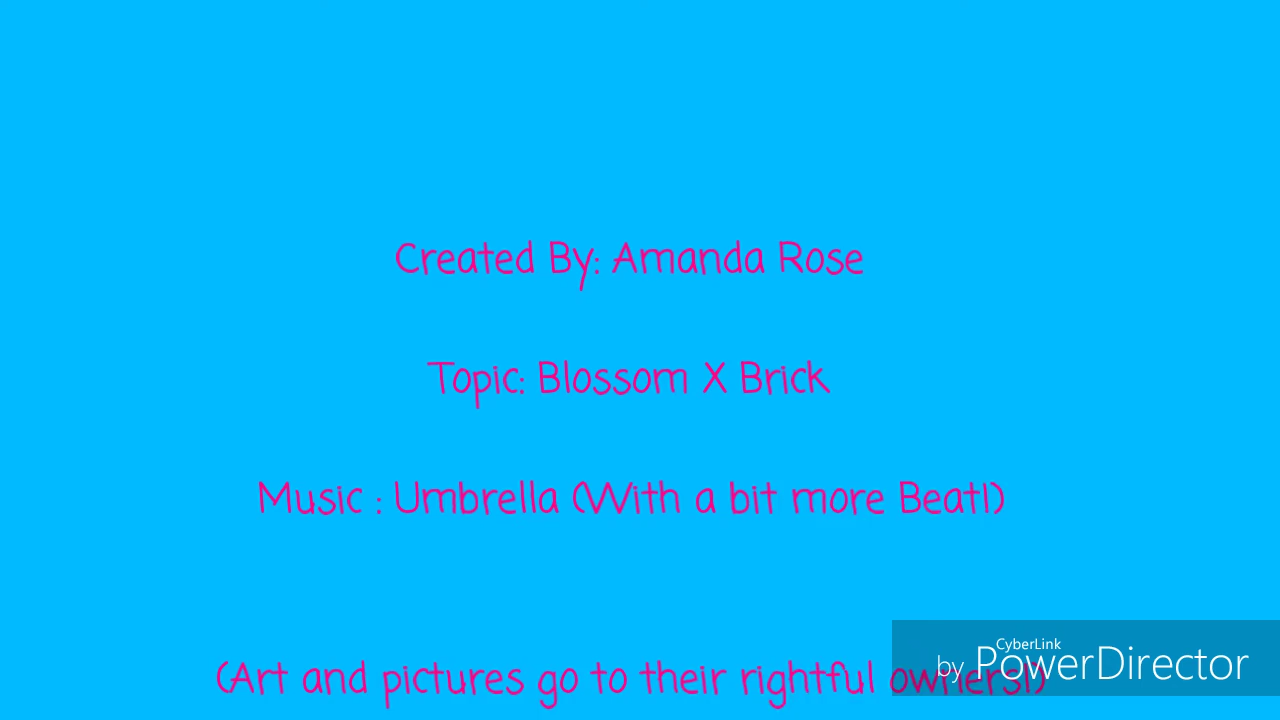 Created By: Amanda Rose
Topic: Blossom X Brick
Music : Umbrella (With a bit more Beat!)
(Art and pictures go to their rightful owners!)
CyberLink
by PowerDirector